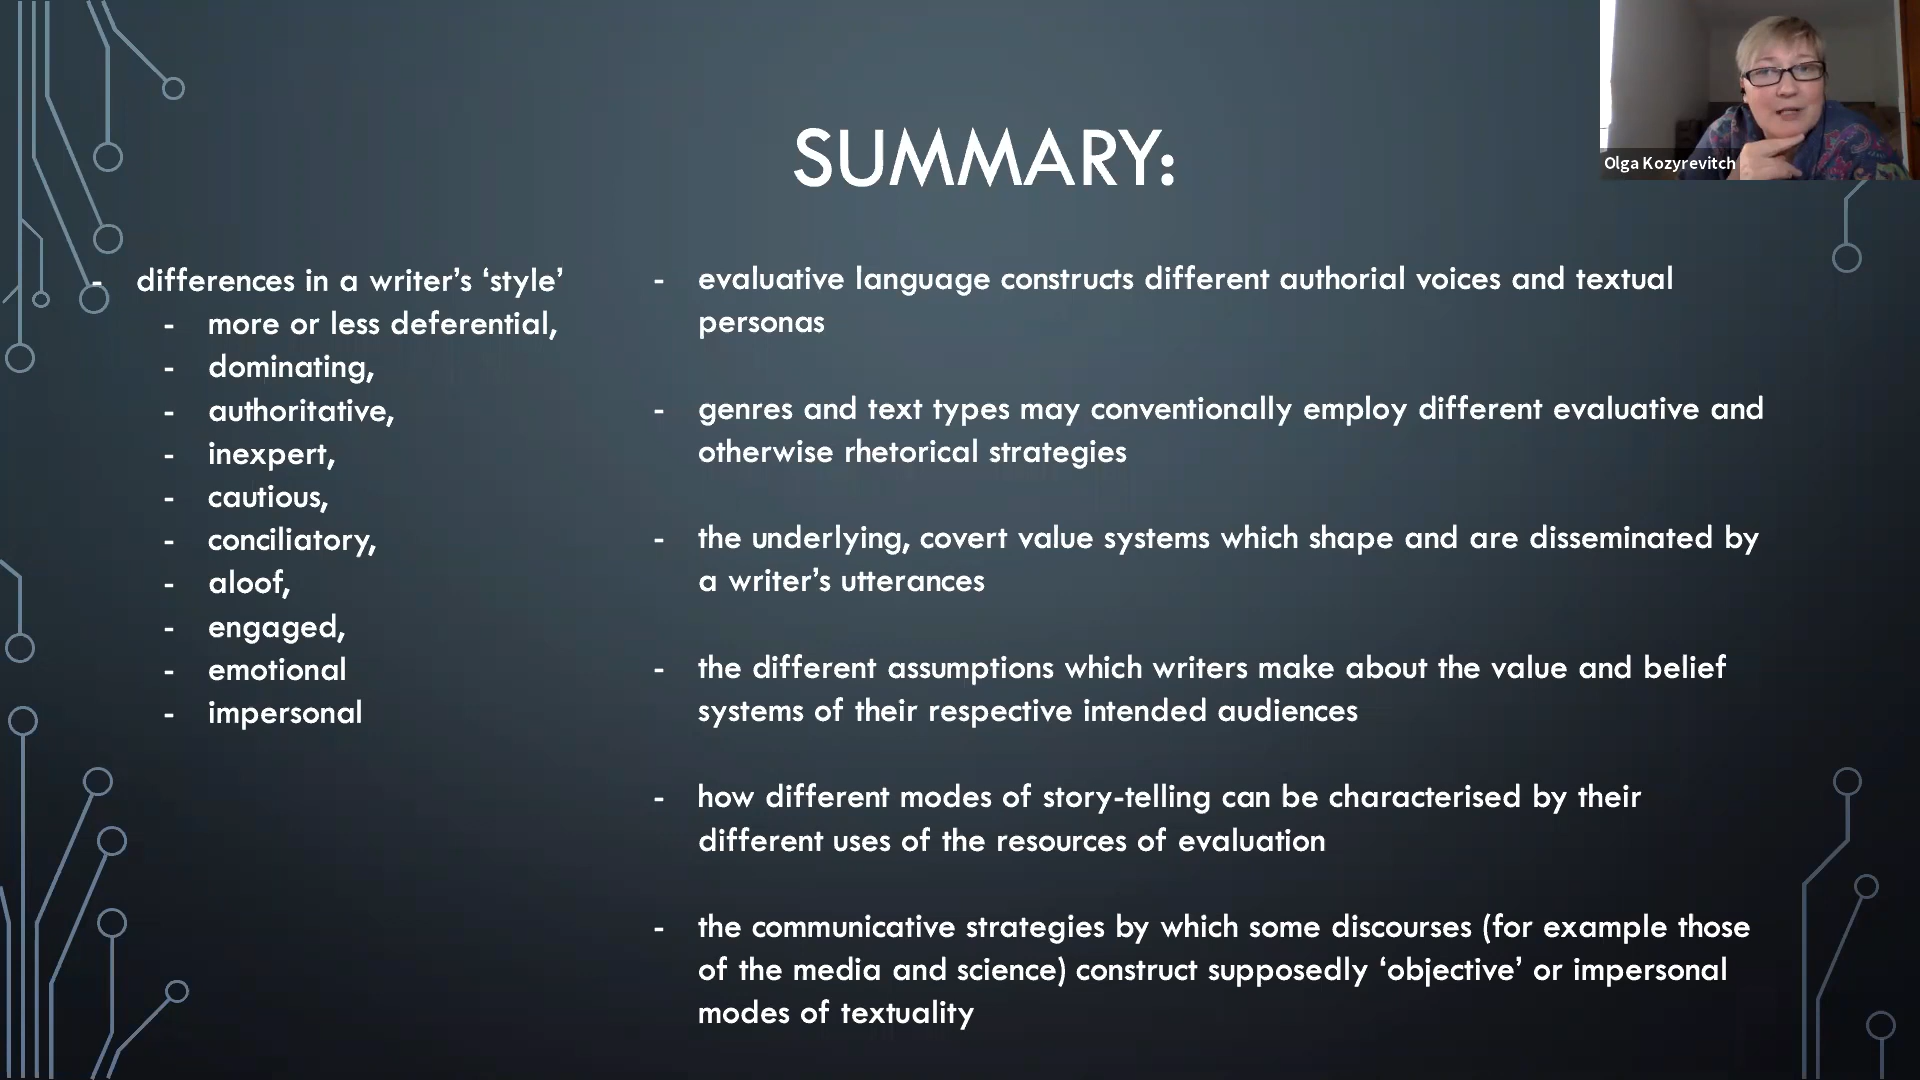 SUMMARY:
Olga Kozyrevitch
- differences in a writer’s ‘style’
- more or less deferential,
- dominating,
- authoritative,
- inexpert,
- cautious,
- conciliatory,
- aloof,
- engaged,
- emotional
- impersonal
- evaluative language constructs different authorial voices and textual
personas
- genres and text types may conventionally employ different evaluative and
otherwise rhetorical strategies
- the underlying, covert value systems which shape and are disseminated by
a writer’s utterances
- the different assumptions which writers make about the value and belief
systems of their respective intended audiences
- how different modes of story-telling can be characterised by their
different uses of the resources of evaluation
- the communicative strategies by which some discourses (for example those
of the media and science) construct supposedly ‘objective’ or impersonal
modes of textuality